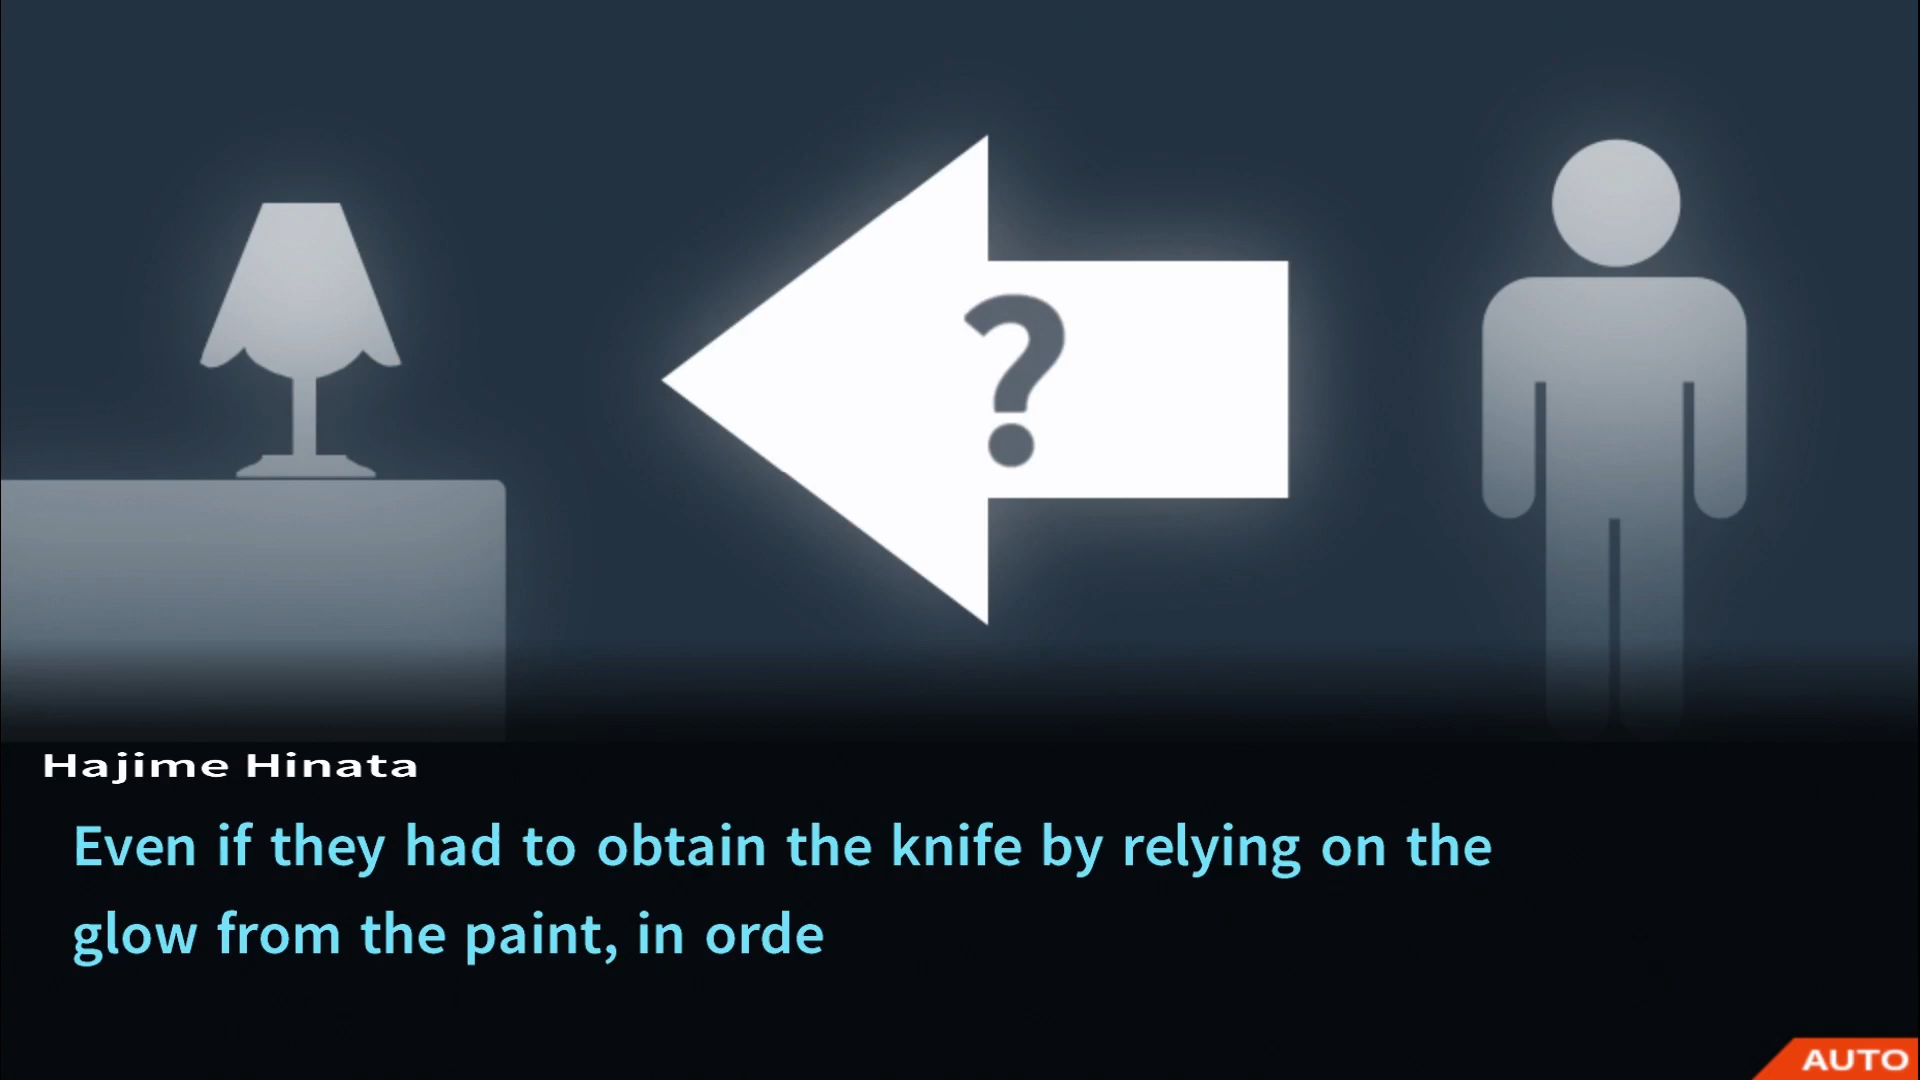 ?
Hajime Hinata
Even if they had to obtain the knife by relying on the
glow from the paint, in orde
AUTO